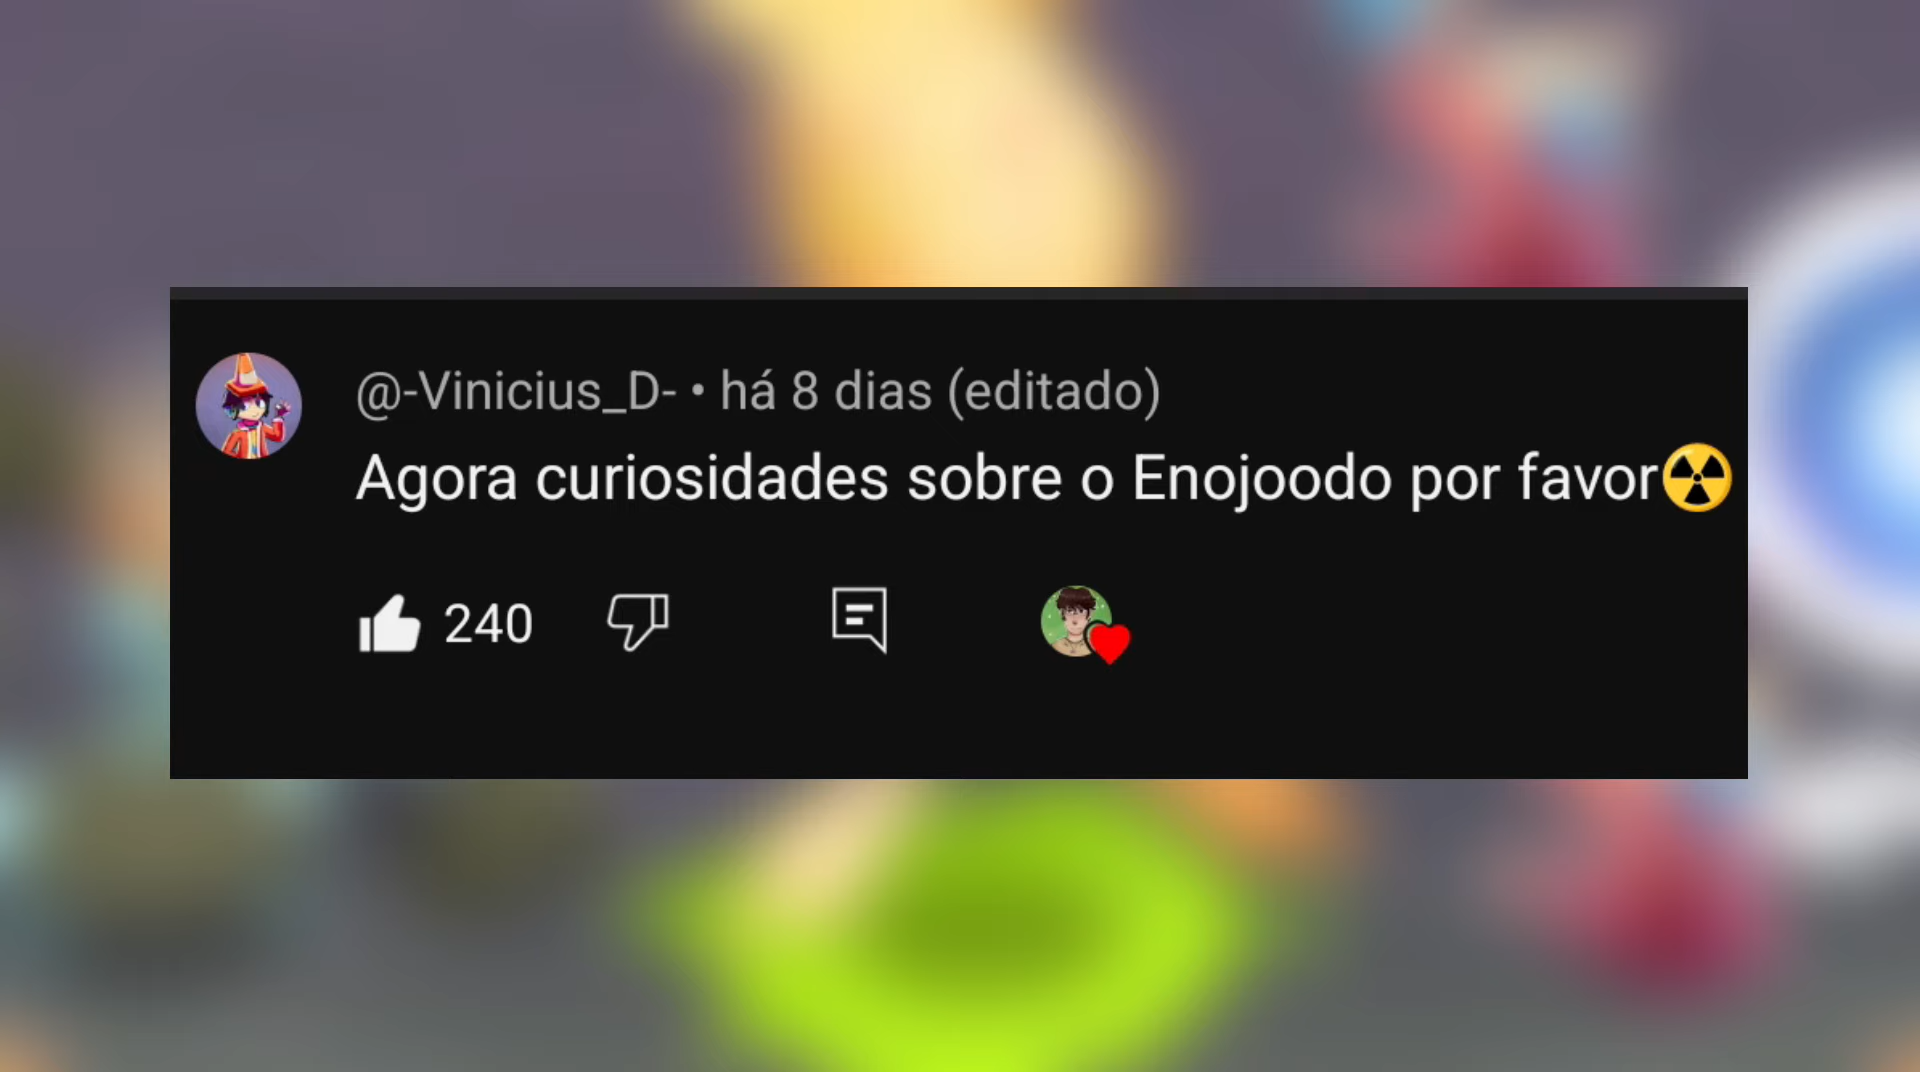 @-Vinicius_D- • há 8 dias (editado)
Agora curiosidades sobre o Enojoodo por favor☢️
240